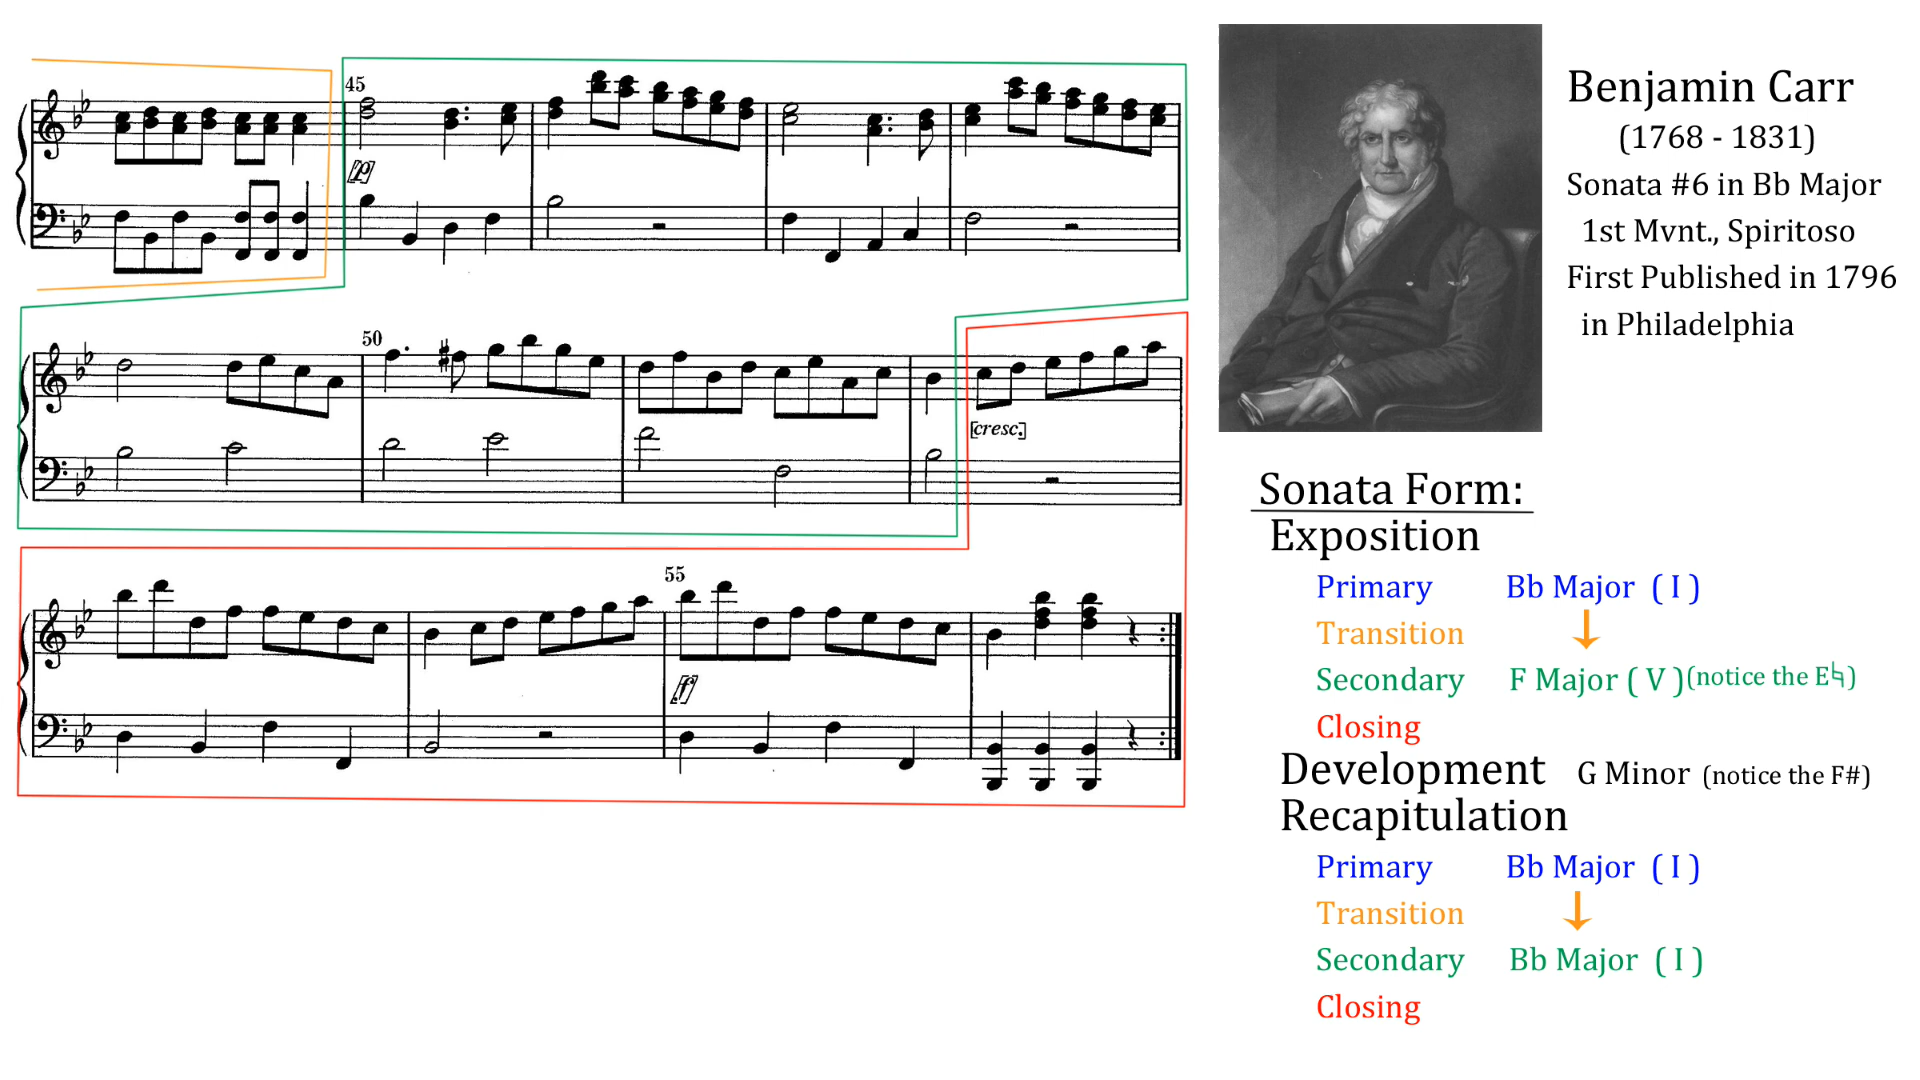 45
[p]
50
[cresc.]
55
[f]
Benjamin Carr
(1768 - 1831)
Sonata #6 in Bb Major
1st Mvnt., Spiritoso
First Published in 1796
in Philadelphia
Sonata Form:
Exposition
Primary Bb Major ( I )
Transition ↓
Secondary F Major ( V ) (notice the E♮)
Closing
Development G Minor (notice the F#)
Recapitulation
Primary Bb Major ( I )
Transition ↓
Secondary Bb Major ( I )
Closing